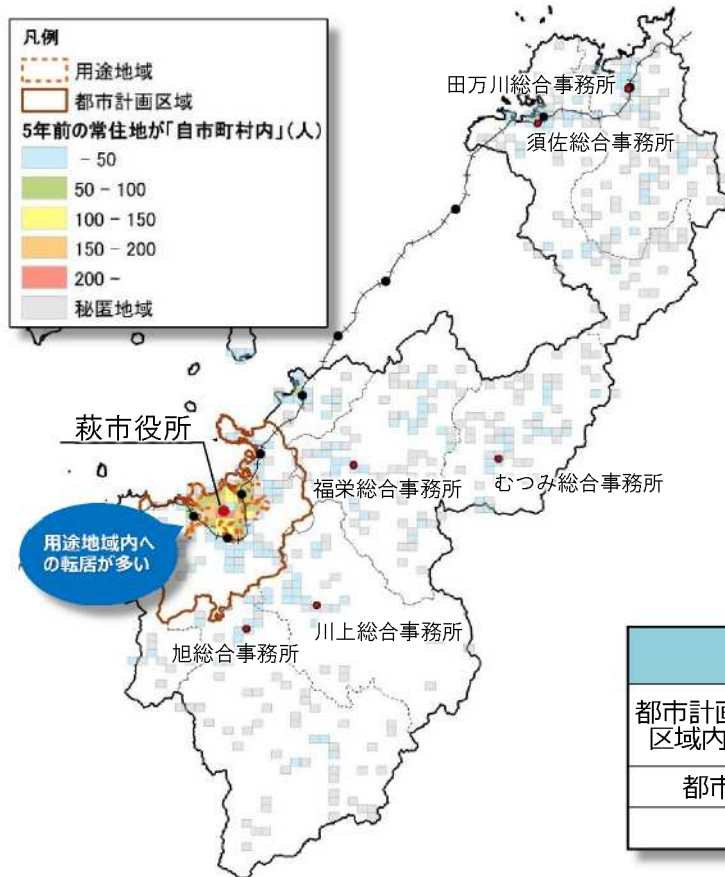 凡例
用途地域
都市計画区域
5年前の常住地が「自市町村内」(人)
- 50
50 - 100
100 - 150
150 - 200
200 -
秘匿地域
田万川総合事務所
須佐総合事務所
萩市役所
福栄総合事務所
むつみ総合事務所
用途地域内へ
の転居が多い
川上総合事務所
旭総合事務所
都市計画
区域内
都市